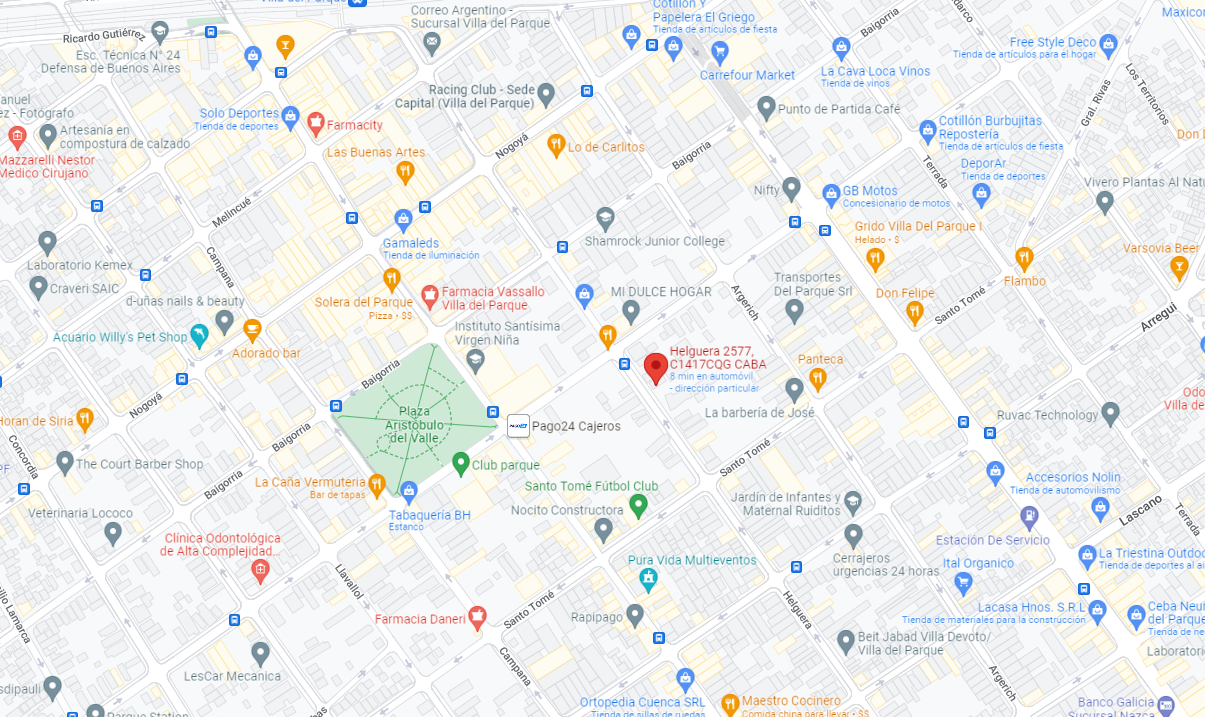 Villa del Parque
Correo Argentino -
Sucursal Villa del Parque
Cotillón Y
Papelera El Griego
Tienda de artículos de fiesta
Baigorria
Maxicon
Ricardo Gutiérrez
Esc. Técnica N° 24
Defensa de Buenos Aires
Carrefour Market
La Cava Loca Vinos
Tienda de vinos
Free Style Deco
Tienda de artículos para el hogar
Los Territorios
Gral. Rivas
Racing Club - Sede
Capital (Villa del Parque)
Punto de Partida Café
Solo Deportes
Tienda de deportes
Farmacity
Artesanía en
compostura de calzado
- Fotógrafo
Mazzarelli Nestor
Medico Cirujano
Las Buenas Artes
Nogoyá
Lo de Carlitos
Baigorria
Cotillón Burbujitas
Repostería
Tienda de artículos de fiesta
Terrada
DeporAr
Tienda de deportes
Nifty
GB Motos
Concesionario de motos
Vivero Plantas Al Natu
Melincué
Gamaleds
Tienda de iluminación
Shamrock Junior College
Grido Villa Del Parque I
Helado • $
Varsovia Beer
Laboratorio Kemex
Campana
Craveri SAIC
d-uñas nails & beauty
Solera del Parque
Pizza • $$
Farmacia Vassallo
Villa del Parque
MI DULCE HOGAR
Argerich
Transportes
Del Parque Srl
Don Felipe
Flambo
Santo Tomé
Arregui
Acuario Willy's Pet Shop
Adorado bar
Instituto Santísima
Virgen Niña
Helguera 2577,
C1417CQG CABA
8 min en automóvil
- dirección particular
Panteca
Baigorria
Nogoyá
Plaza
Aristóbulo
del Valle
Pago24 Cajeros
La barbería de José
Ruvac Technology
Horan de Siria
Concordia
Baigorria
The Court Barber Shop
Baigorria
La Caña Vermuteria
Bar de tapas
Club parque
Santo Tomé
Tabaquería BH
Estanco
Santo Tomé Fútbol Club
Nocito Constructora
Jardín de Infantes y
Maternal Ruiditos
Accesorios Nolin
Tienda de automovilismo
Lascano
Terrada
Veterinaria Lococo
Clínica Odontológica
de Alta Complejidad...
Estación De Servicio
Llavallol
Pura Vida Multieventos
Cerrajeros
urgencias 24 horas
Ital Organico
La Triestina Outdoo
Tienda de deportes al ai
Santo Tomé
Helguera
Farmacia Daneri
Rapipago
Lacasa Hnos. S.R.L
Tienda de materiales para la construcción
Ceba Neu
del Parque
Tienda de ne
Beit Jabad Villa Devoto/
Villa del Parque
Laboratori
LesCar Mecanica
Campana
Argerich
Ortopedia Cuenca SRL
Tienda de sillas de ruedas
Maestro Cocinero
Comida china para llevar • $$
Banco Galicia
Sucursal Nazca
Llavallol
Parque Station